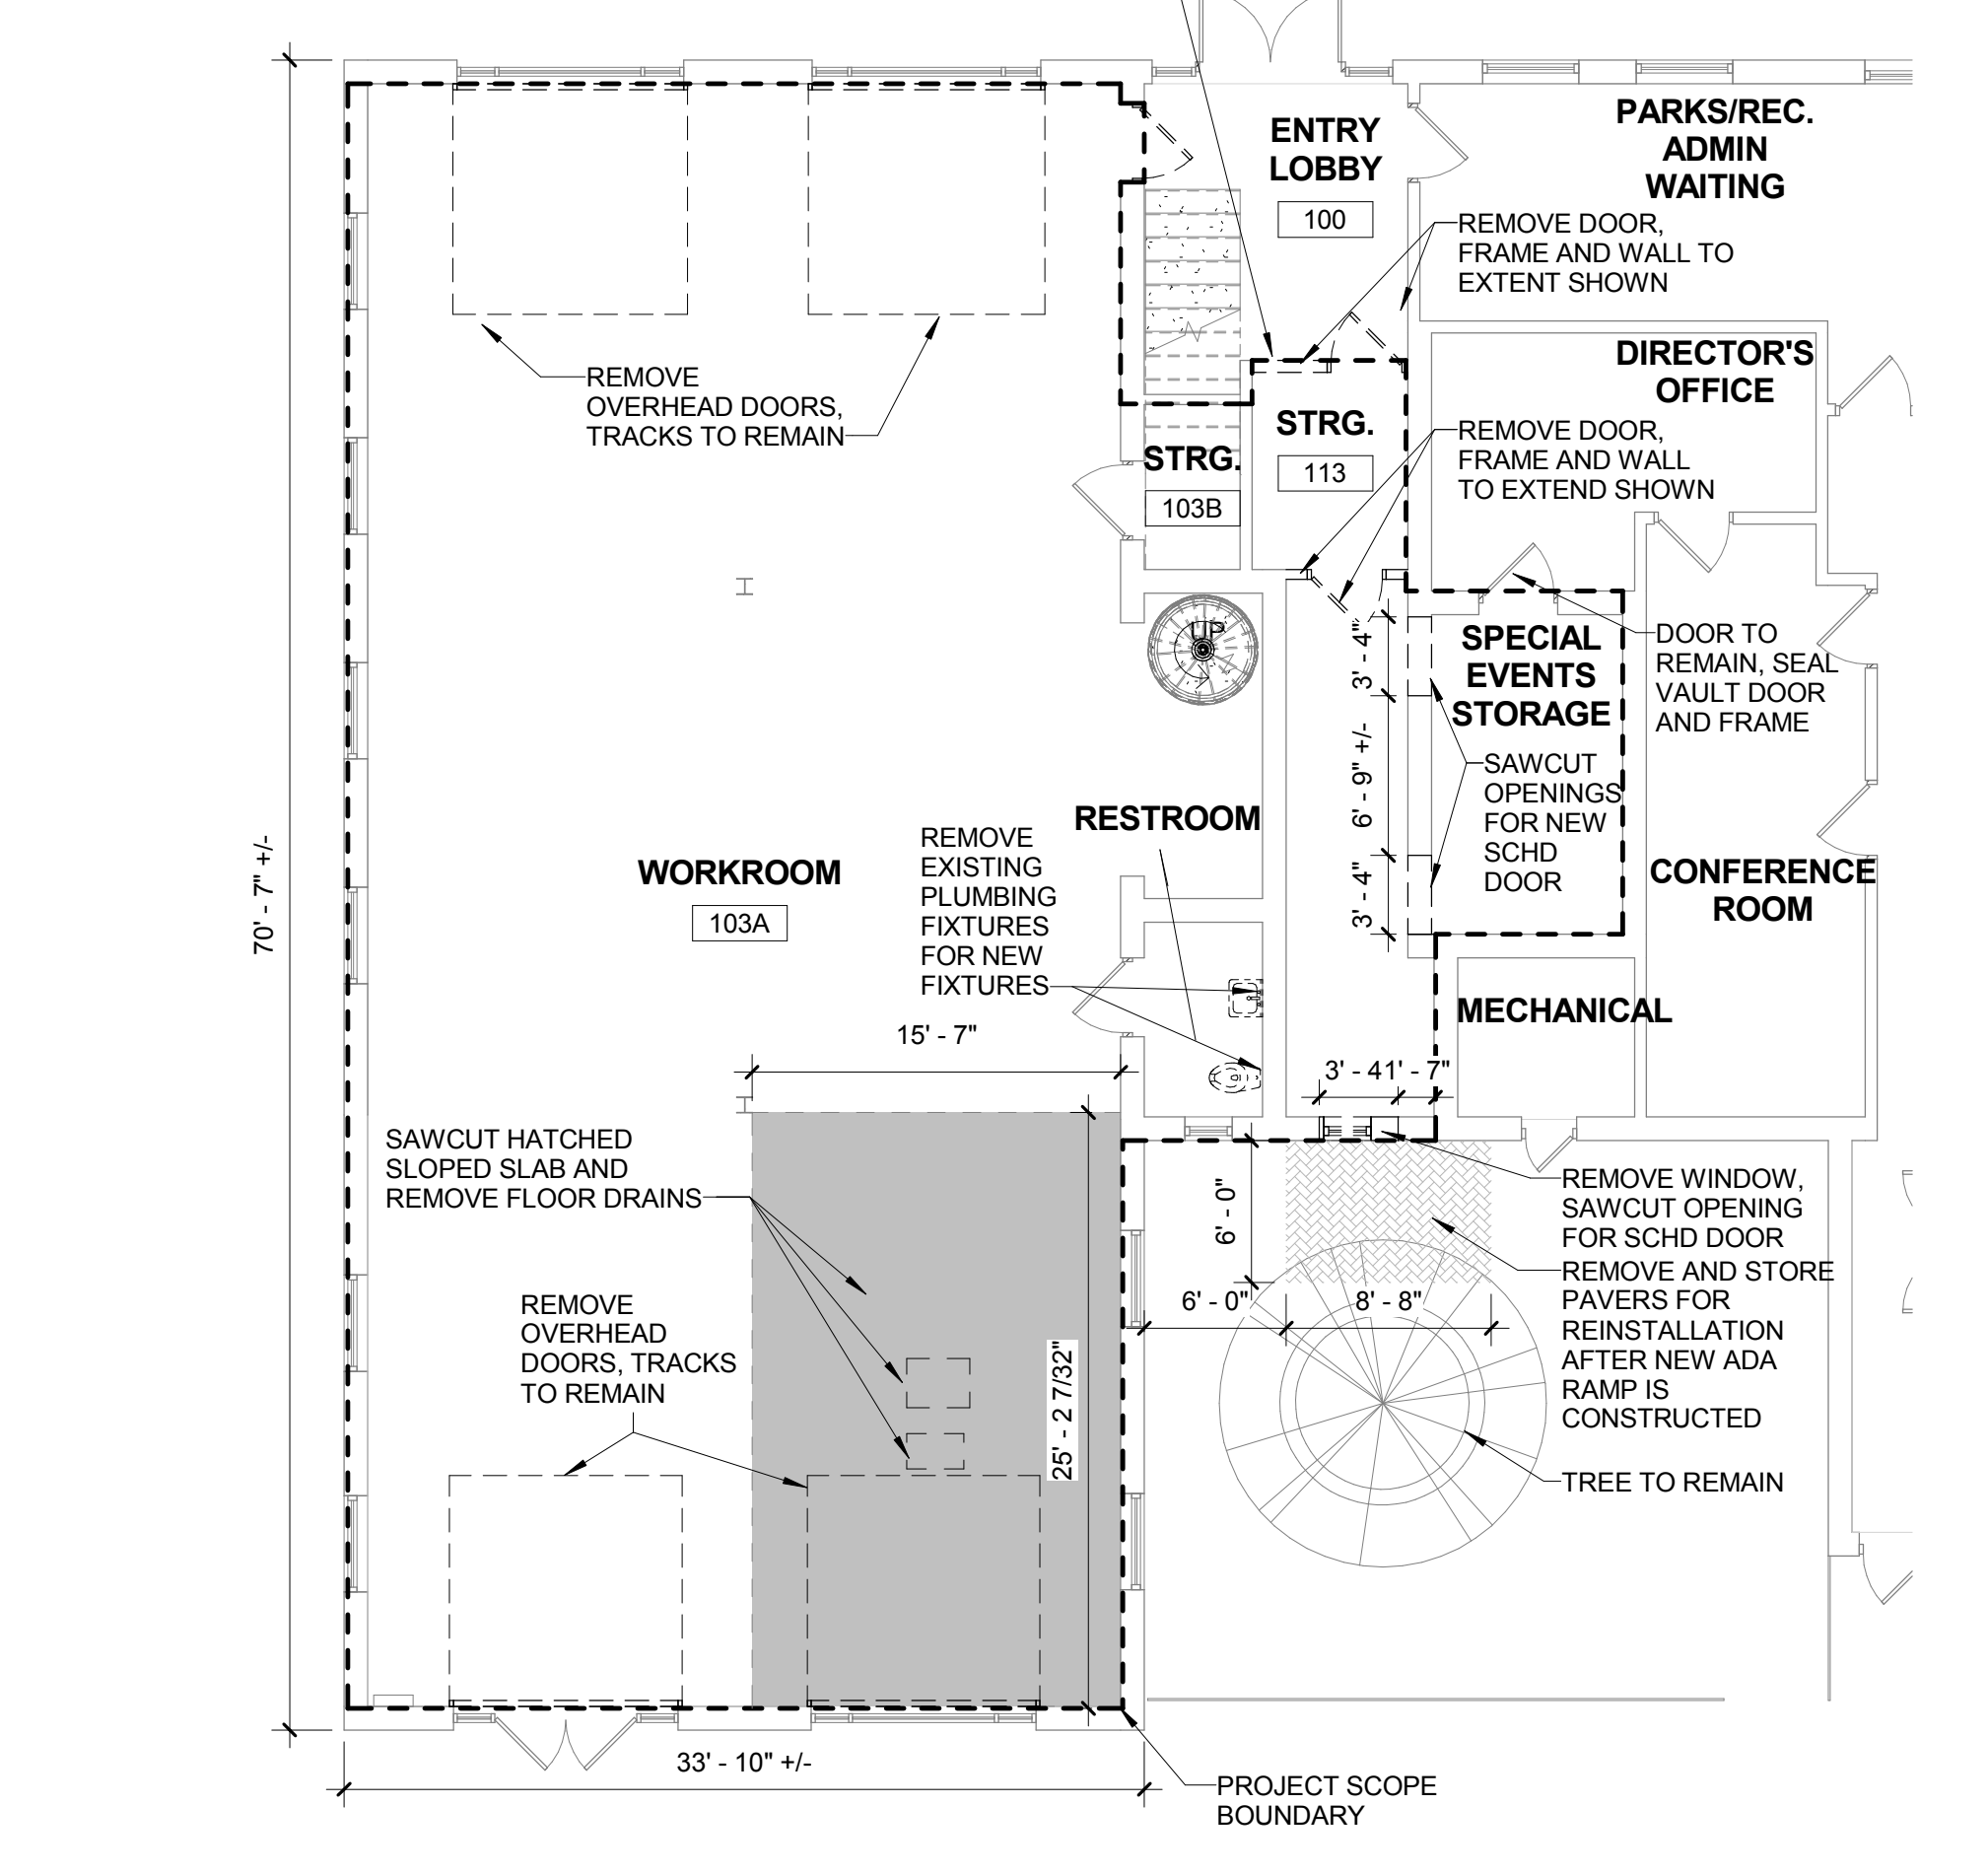 ENTRY
LOBBY
100
PARKS/REC.
ADMIN
WAITING
REMOVE DOOR,
FRAME AND WALL TO
EXTENT SHOWN
REMOVE
OVERHEAD DOORS,
TRACKS TO REMAIN
DIRECTOR'S
OFFICE
STRG.
113
STRG.
103B
REMOVE DOOR,
FRAME AND WALL
TO EXTEND SHOWN
UP
3' - 4"
6' - 9" +/-
3' - 4"
SPECIAL
EVENTS
STORAGE
DOOR TO
REMAIN, SEAL
VAULT DOOR
AND FRAME
SAWCUT
OPENINGS
FOR NEW
SCHD
DOOR
70' - 7" +/-
WORKROOM
103A
RESTROOM
REMOVE
EXISTING
PLUMBING
FIXTURES
FOR NEW
FIXTURES
CONFERENCE
ROOM
MECHANICAL
15' - 7"
3' - 41' - 7"
SAWCUT HATCHED
SLOPED SLAB AND
REMOVE FLOOR DRAINS
REMOVE WINDOW,
SAWCUT OPENING
FOR SCHD DOOR
6' - 0"
6' - 0"
8' - 8"
REMOVE AND STORE
PAVERS FOR
REINSTALLATION
AFTER NEW ADA
RAMP IS
CONSTRUCTED
REMOVE
OVERHEAD
DOORS, TRACKS
TO REMAIN
25' - 2 7/32"
TREE TO REMAIN
33' - 10" +/-
PROJECT SCOPE
BOUNDARY